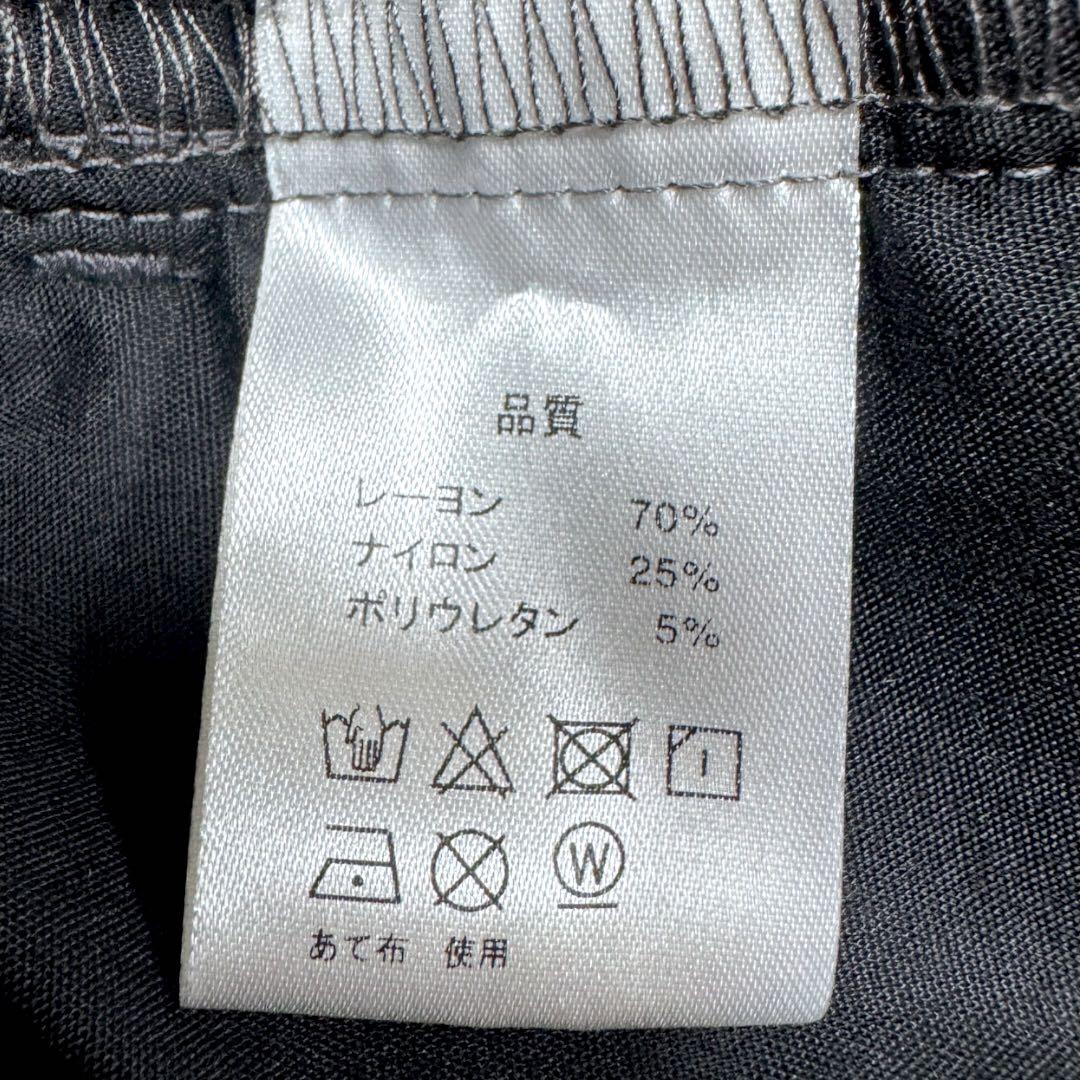 品質
レーヨン 70%
ナイロン 25%
ポリウレタン 5%
W
あて布 使用